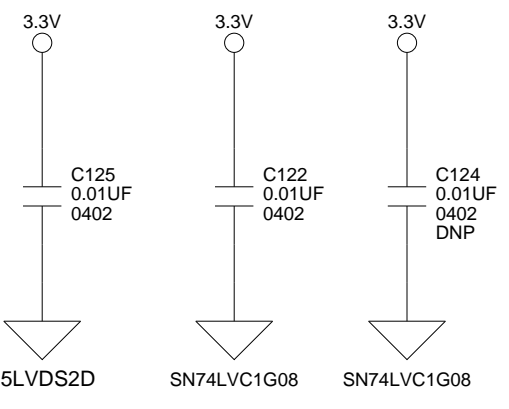 3.3V
3.3V
3.3V
C125
0.01UF
0402
C122
0.01UF
0402
C124
0.01UF
0402
DNP
5LVDS2D
SN74LVC1G08
SN74LVC1G08